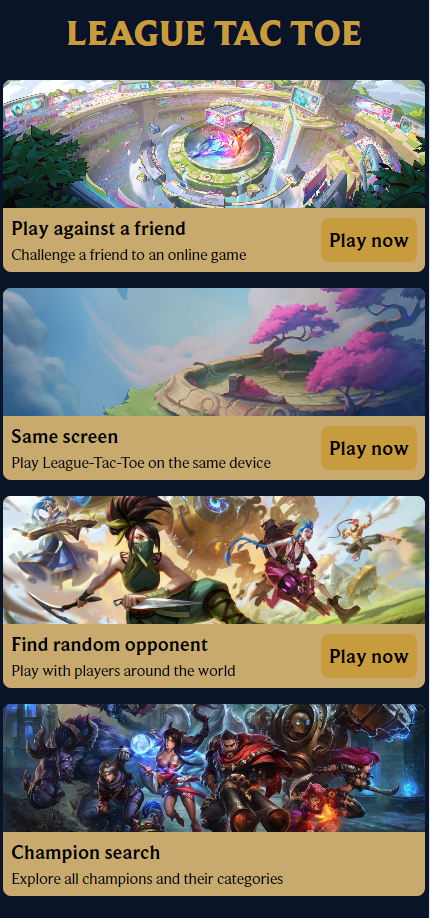 LEAGUE TAC TOE
Play against a friend
Challenge a friend to an online game
Play now
Same screen
Play League-Tac-Toe on the same device
Play now
Find random opponent
Play with players around the world
Play now
Champion search
Explore all champions and their categories